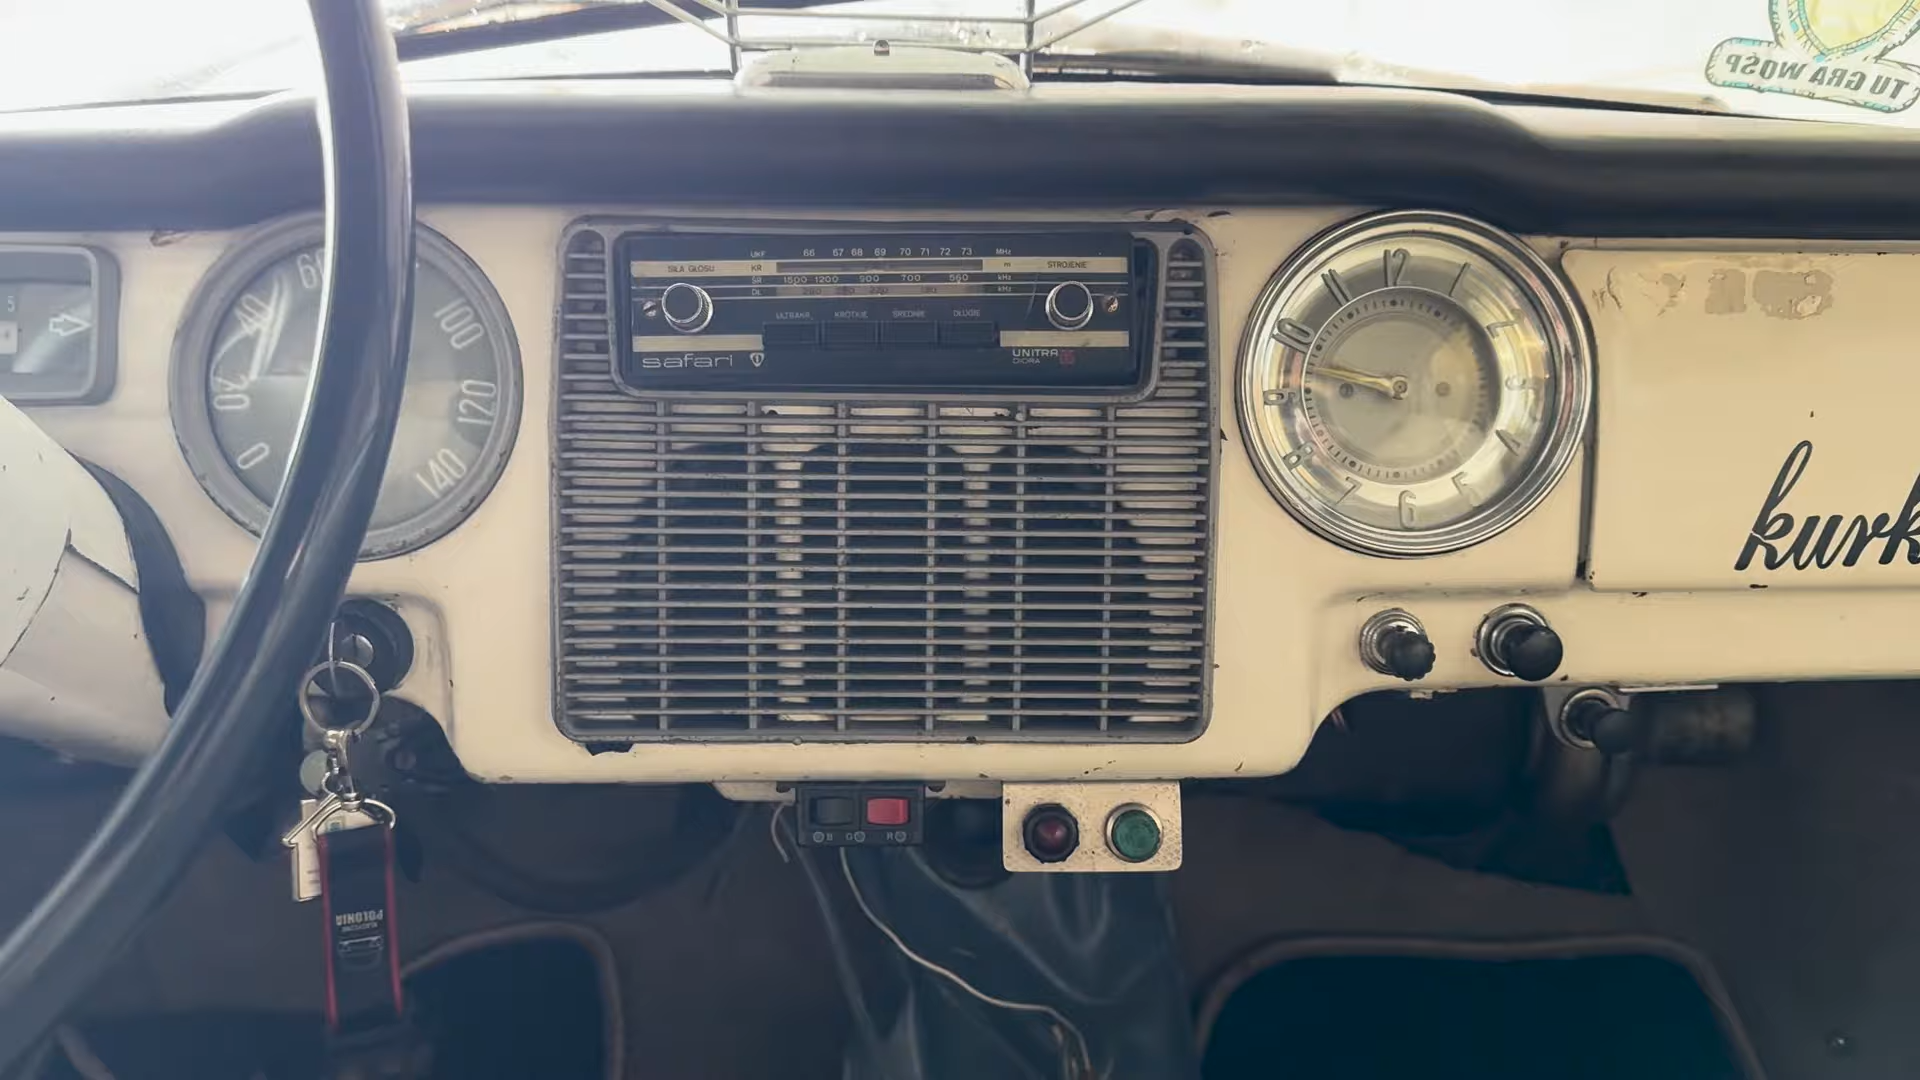 TU GRA WOŚP
UKF 66 67 68 69 70 71 72 73 MHz
SIŁA GŁOSU
KR
m
STROJENIE
ŚR 1500 1200 900 700 560 kHz
DŁ
kHz
ULTRAKR. KRÓTKIE ŚREDNIE DŁUGIE
safari
UNITRA
DIORA
5
0 20 40 60 100 120 140
12 1 2 3 4 5 6 7 8 9 10 11
kurk
B G R
POLONIA